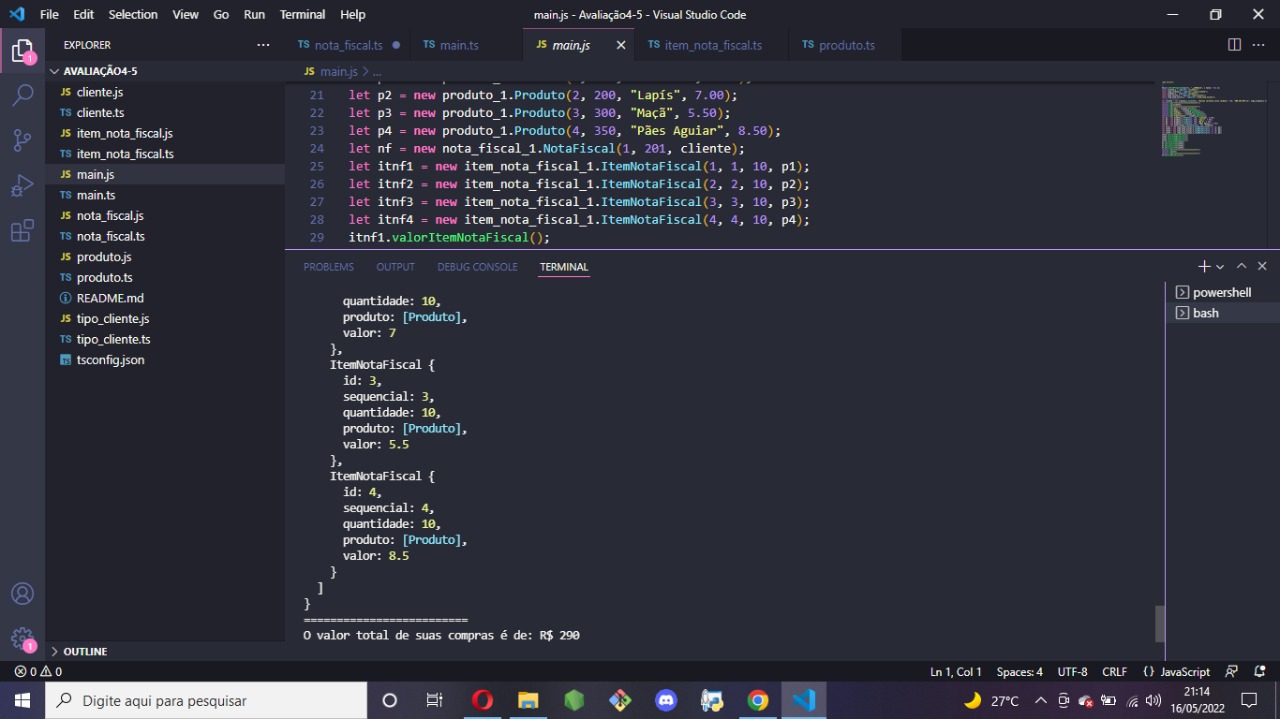 File Edit Selection View Go Run Terminal Help main.js - Avaliação4-5 - Visual Studio Code
EXPLORER ···
TS nota_fiscal.ts ● TS main.ts JS main.js TS item_nota_fiscal.ts TS produto.ts
AVALIAÇÃO4-5
JS main.js > ...
JS cliente.js
TS cliente.ts
JS item_nota_fiscal.js
TS item_nota_fiscal.ts
JS main.js
TS main.ts
JS nota_fiscal.js
TS nota_fiscal.ts
JS produto.js
TS produto.ts
README.md
JS tipo_cliente.js
TS tipo_cliente.ts
TS tsconfig.json
OUTLINE
21 let p2 = new produto_1.Produto(2, 200, "Lapís", 7.00);
22 let p3 = new produto_1.Produto(3, 300, "Maçã", 5.50);
23 let p4 = new produto_1.Produto(4, 350, "Pães Aguiar", 8.50);
24 let nf = new nota_fiscal_1.NotaFiscal(1, 201, cliente);
25 let itnf1 = new item_nota_fiscal_1.ItemNotaFiscal(1, 1, 10, p1);
26 let itnf2 = new item_nota_fiscal_1.ItemNotaFiscal(2, 2, 10, p2);
27 let itnf3 = new item_nota_fiscal_1.ItemNotaFiscal(3, 3, 10, p3);
28 let itnf4 = new item_nota_fiscal_1.ItemNotaFiscal(4, 4, 10, p4);
29 itnf1.valorItemNotaFiscal();
PROBLEMS OUTPUT DEBUG CONSOLE TERMINAL
powershell
bash
quantidade: 10,
produto: [Produto],
valor: 7
},
ItemNotaFiscal {
id: 3,
sequencial: 3,
quantidade: 10,
produto: [Produto],
valor: 5.5
},
ItemNotaFiscal {
id: 4,
sequencial: 4,
quantidade: 10,
produto: [Produto],
valor: 8.5
}
]
}
=========================
O valor total de suas compras é de: R$ 290
0 0 Ln 1, Col 1 Spaces: 4 UTF-8 CRLF {} JavaScript
Digite aqui para pesquisar 27°C 21:14
16/05/2022
1
1